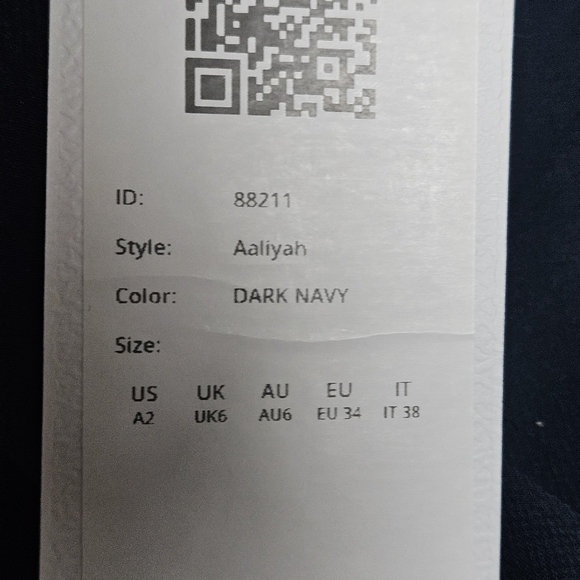 ID: 88211
Style: Aaliyah
Color: DARK NAVY
Size:
US UK AU EU IT
A2 UK6 AU6 EU 34 IT 38